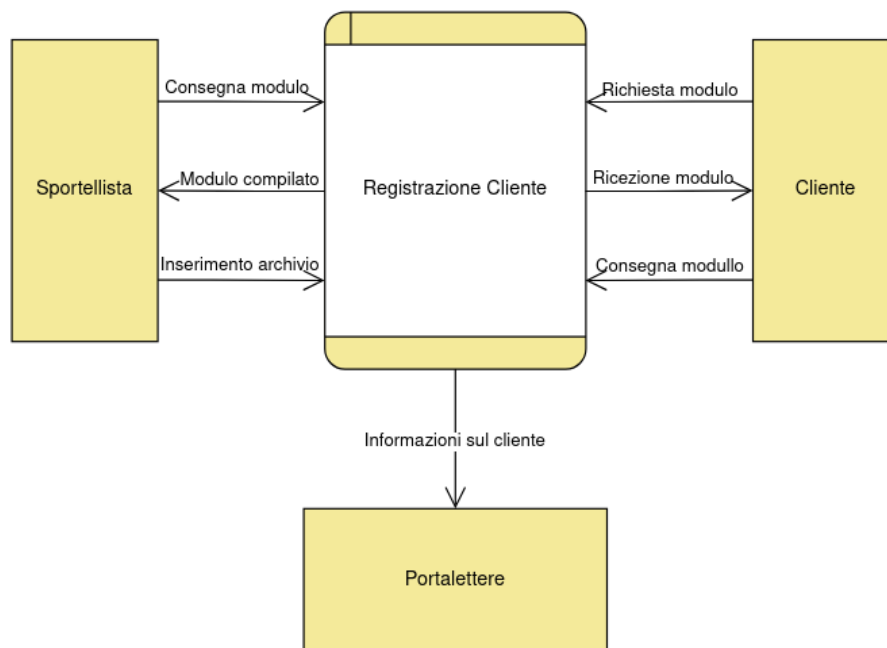 Consegna modulo
Richiesta modulo
Sportellista
Modulo compilato
Registrazione Cliente
Ricezione modulo
Cliente
Inserimento archivio
Consegna modullo
Informazioni sul cliente
Portalettere